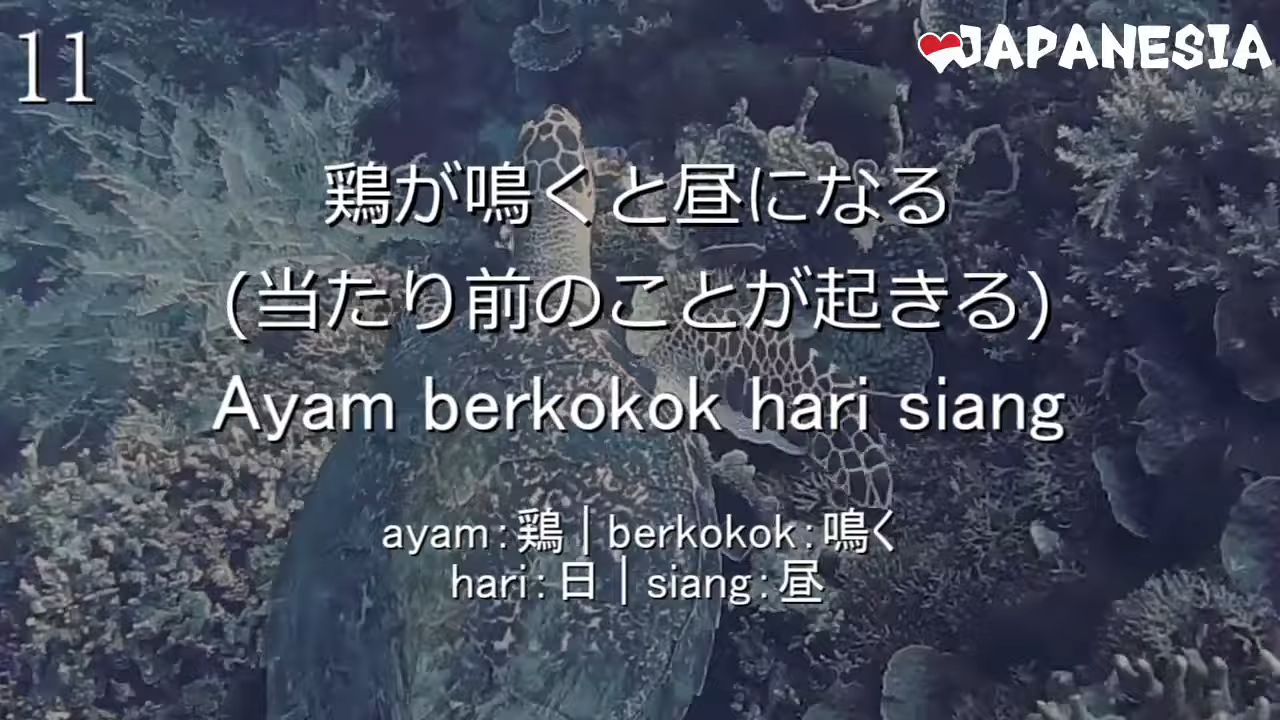 11
JAPANESIA
鶏が鳴くと昼になる
(当たり前のことが起きる)
Ayam berkokok hari siang
ayam:鶏 | berkokok:鳴く
hari:日 | siang:昼